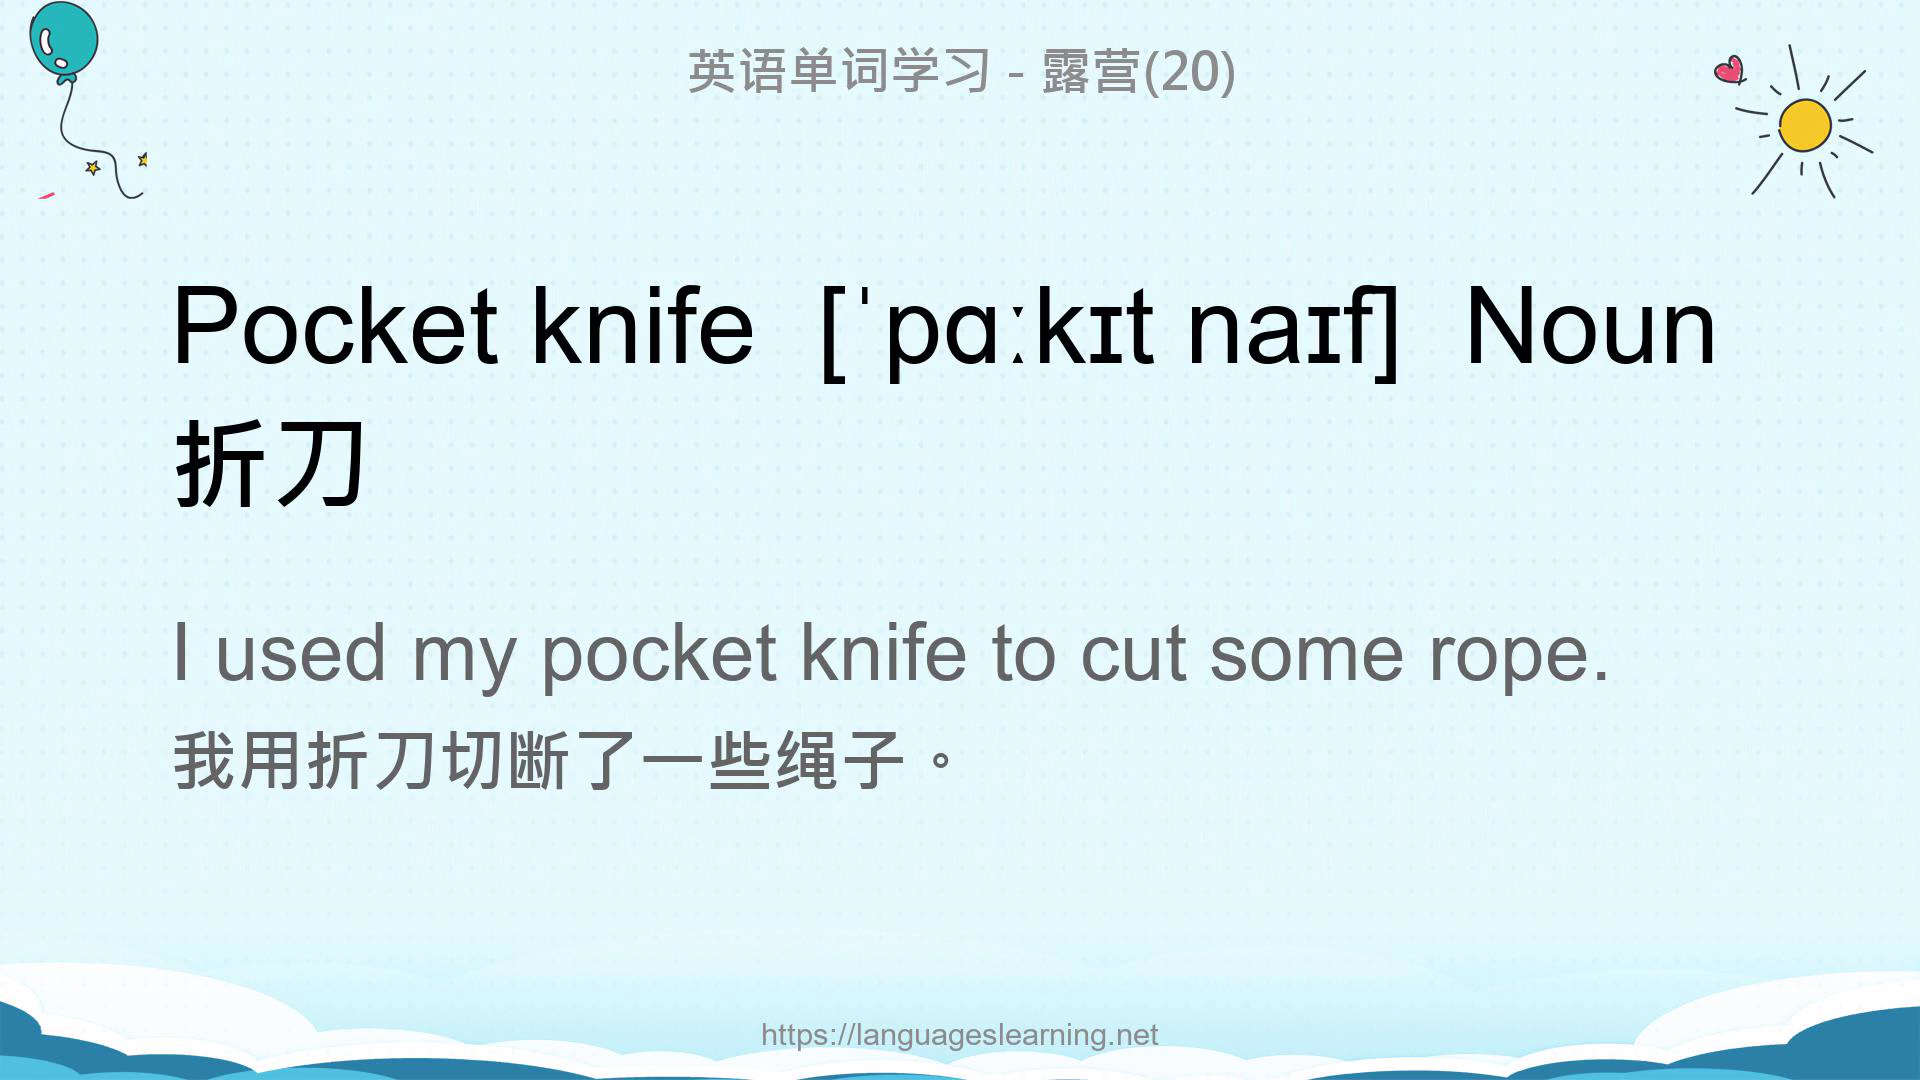 英语单词学习 - 露营(20)
Pocket knife [ˈpɑːkɪt naɪf] Noun
折刀
I used my pocket knife to cut some rope.
我用折刀切断了一些绳子。
https://languageslearning.net